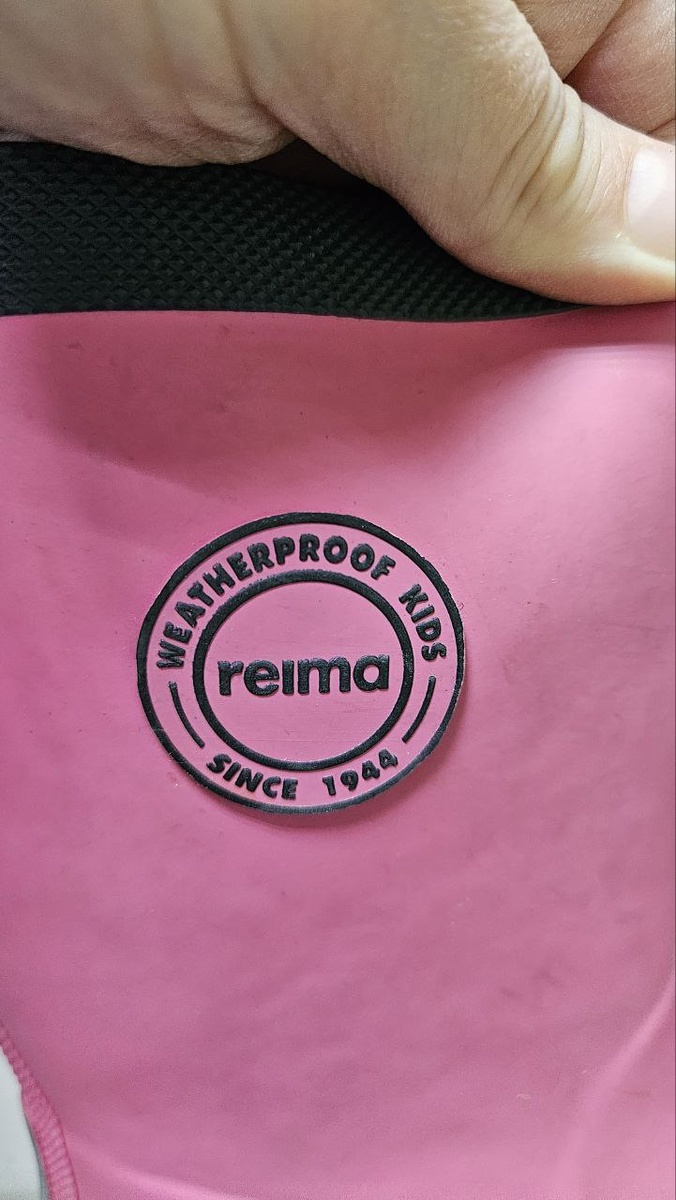 WEATHERPROOF KIDS
reima
SINCE 1944